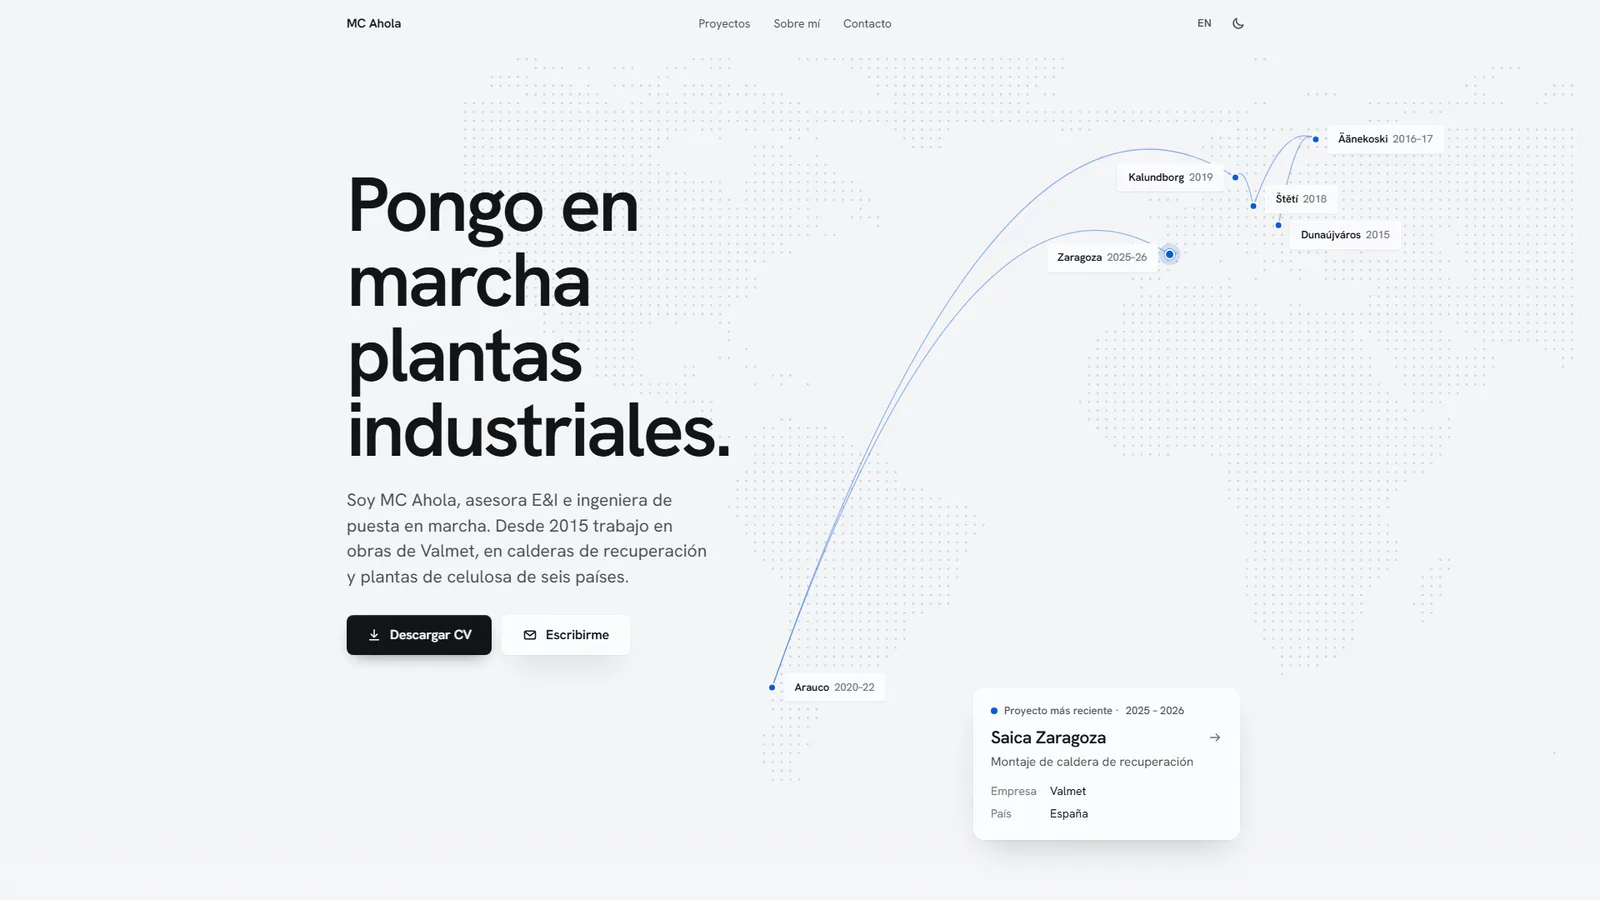 MC Ahola
Proyectos
Sobre mí
Contacto
EN
Pongo en
marcha
plantas
industriales.
Soy MC Ahola, asesora E&I e ingeniera de
puesta en marcha. Desde 2015 trabajo en
obras de Valmet, en calderas de recuperación
y plantas de celulosa de seis países.
Descargar CV
Escribirme
Äänekoski 2016–17
Kalundborg 2019
Štětí 2018
Dunaújváros 2015
Zaragoza 2025–26
Arauco 2020–22
Proyecto más reciente · 2025 – 2026
Saica Zaragoza
Montaje de caldera de recuperación
Empresa Valmet
País España